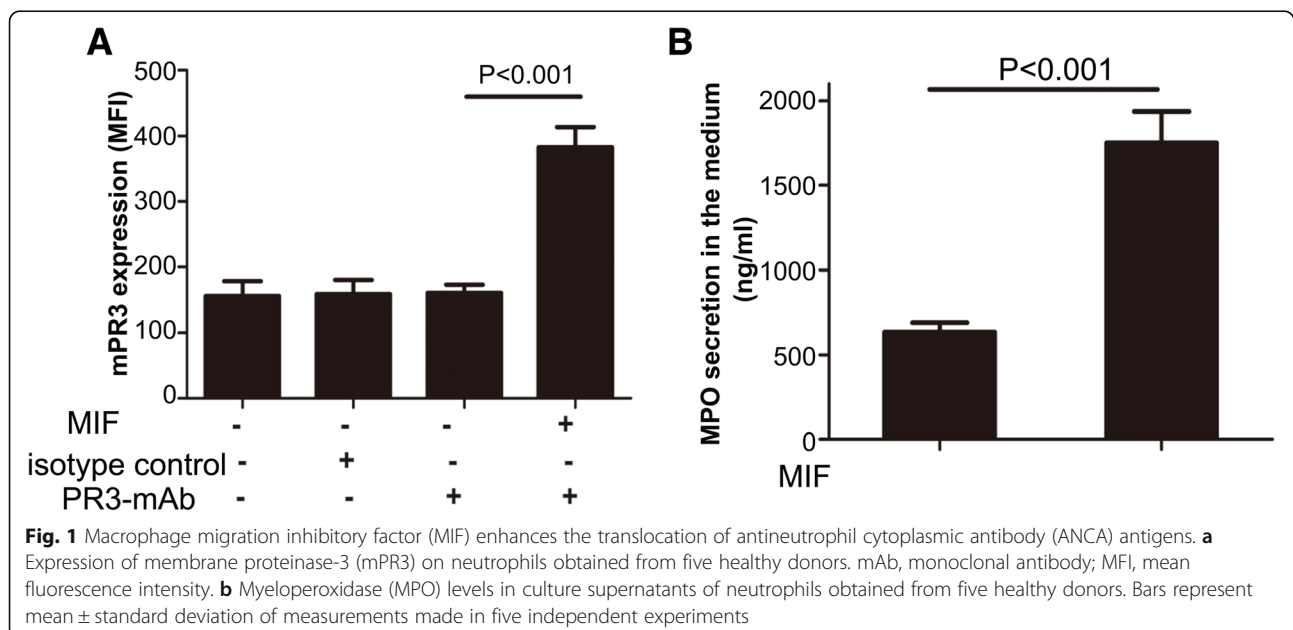 A
B
mPR3 expression (MFI)
500
400
300
200
100
0
P<0.001
MIF - - - +
isotype control - + - -
PR3-mAb - - + +
MPO secretion in the medium
(ng/ml)
2000
1500
1000
500
0
P<0.001
MIF
Fig. 1 Macrophage migration inhibitory factor (MIF) enhances the translocation of antineutrophil cytoplasmic antibody (ANCA) antigens. a
Expression of membrane proteinase-3 (mPR3) on neutrophils obtained from five healthy donors. mAb, monoclonal antibody; MFI, mean
fluorescence intensity. b Myeloperoxidase (MPO) levels in culture supernatants of neutrophils obtained from five healthy donors. Bars represent
mean ± standard deviation of measurements made in five independent experiments